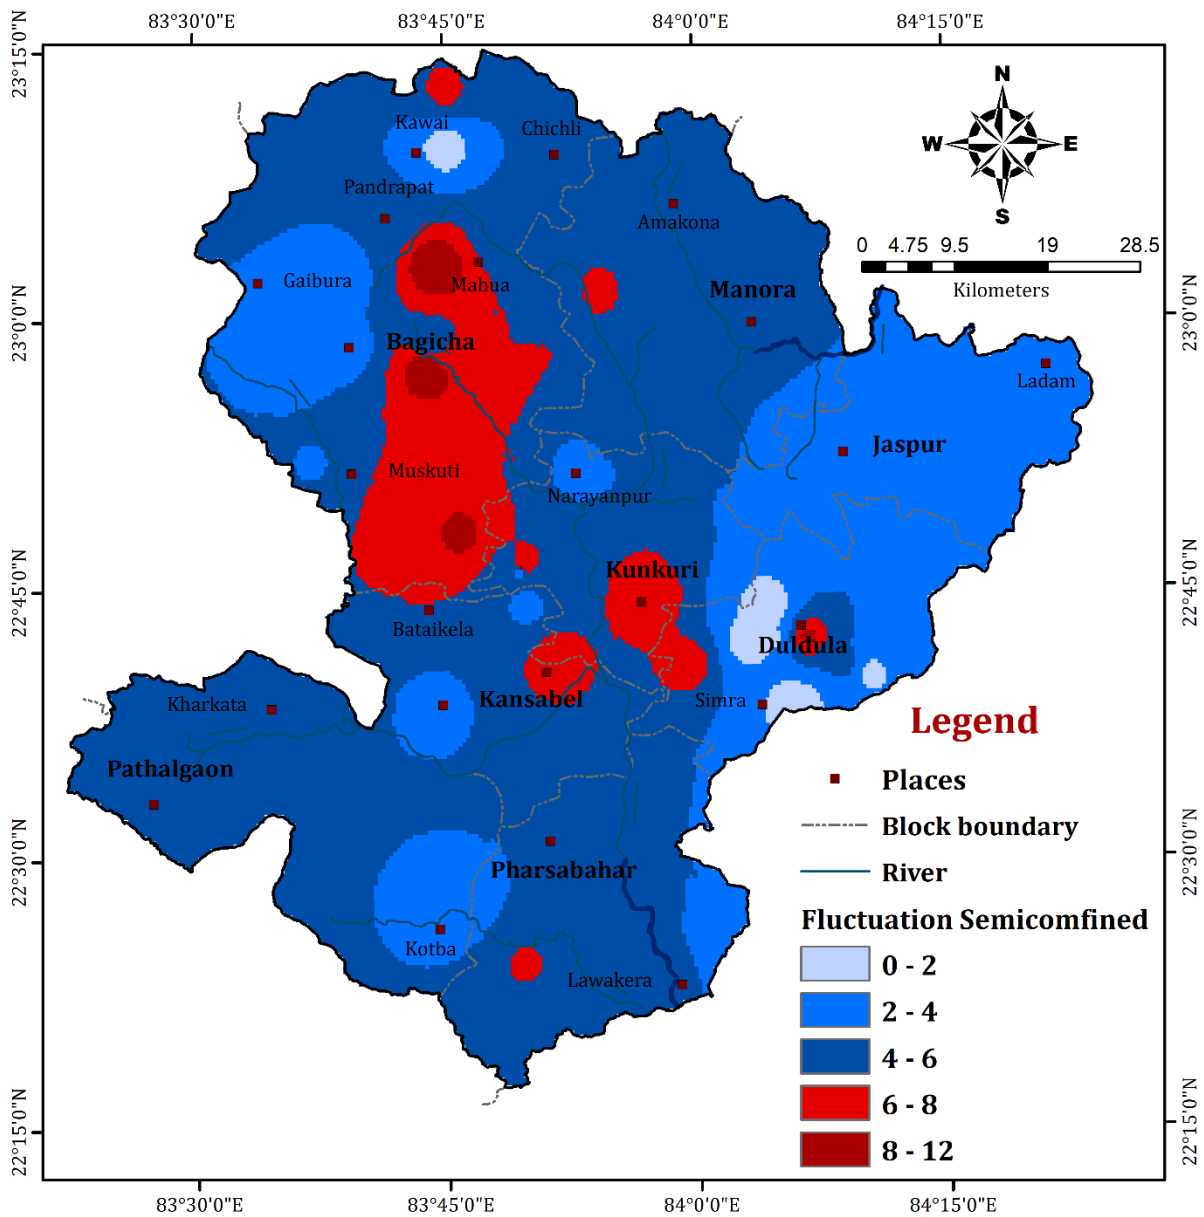 83°30'0"E 83°45'0"E 84°0'0"E 84°15'0"E
23°15'0"N
N
W E
S
Kawai
Chichli
Pandrapat
Amakona
0 4.75 9.5 19 28.5
Kilometers
Gaibura
Mahua
Manora
23°0'0"N
23°0'0"N
Bagicha
Ladam
Jaspur
Muskuti
Narayanpur
Kunkuri
22°45'0"N
22°45'0"N
Bataikela
Duldula
Kansabel
Simra
Kharkata
Pathalgaon
Legend
Places
Block boundary
River
22°30'0"N
22°30'0"N
Pharsabahar
Kotba
Lawakera
Fluctuation Semicomfined
0 - 2
2 - 4
4 - 6
6 - 8
8 - 12
22°15'0"N
22°15'0"N
83°30'0"E 83°45'0"E 84°0'0"E 84°15'0"E